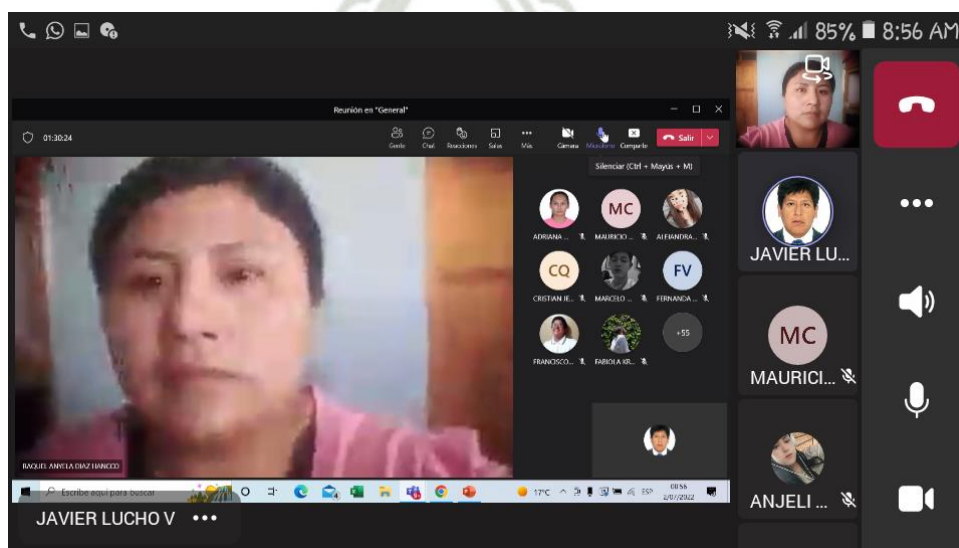 85% 8:56 AM
Reunión en "General"
01:30:24
Gente Chat Reacciones Salas Más Cámara Micrófono Compartir Salir
Silenciar (Ctrl + Mayús + M)
ADRIANA ... MAURICIO ... ALEJANDRA...
MC
CRISTIAN JE... MARCELO ... FERNANDA ...
CQ FV
FRANCISCO... FABIOLA KR...
+55
RAQUEL ANYELA DIAZ HANCCO
Escribe aquí para buscar
17°C ESP 08:56
2/07/2022
JAVIER LUCHO V
JAVIER LU...
MC
MAURICI...
ANJELI ...